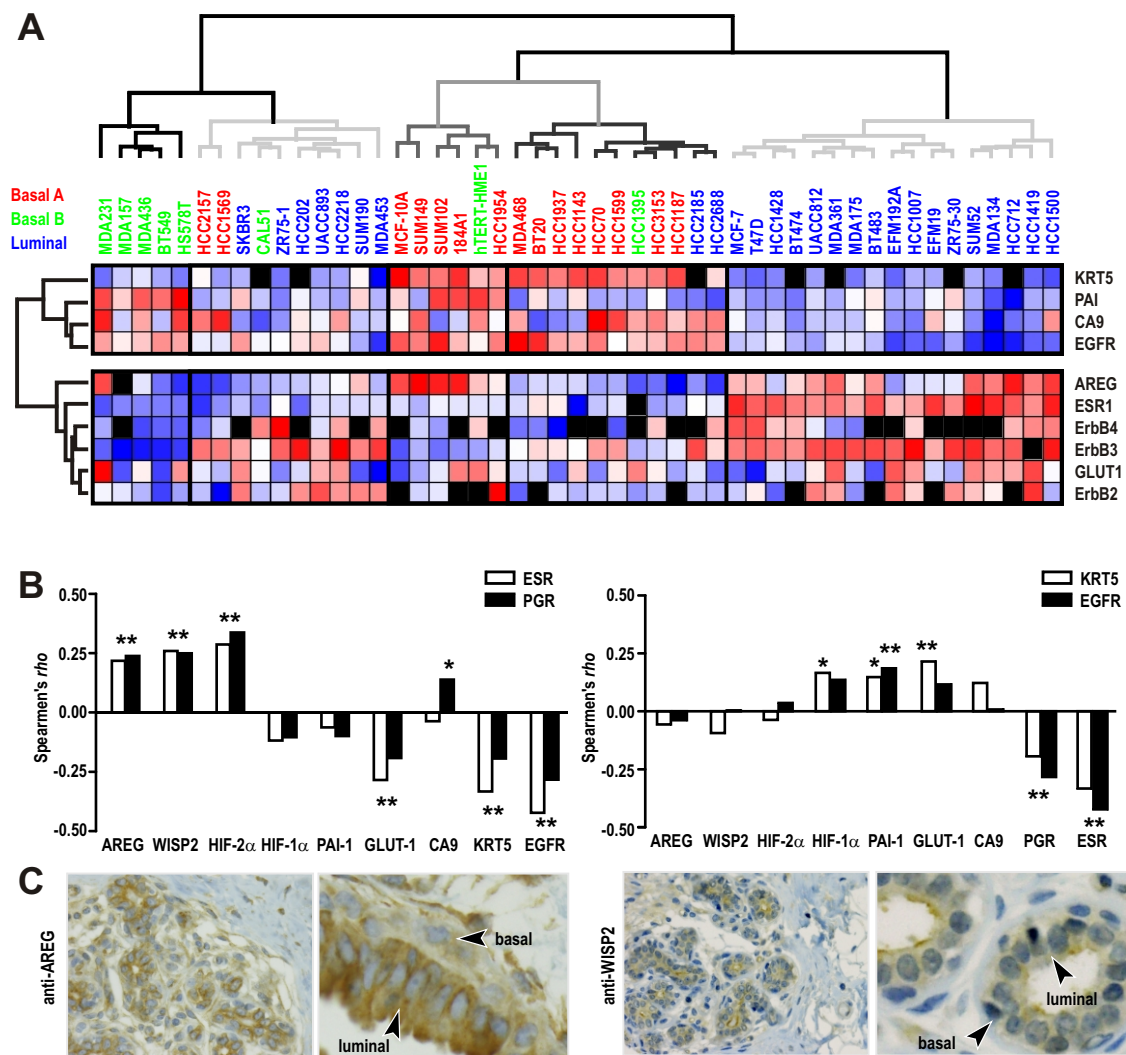 A
Basal A
Basal B
Luminal
MDA231
MDA157
MDA436
BT549
HS578T
HCC2157
HCC1569
SKBR3
CAL51
ZR75-1
HCC202
UACC893
HCC2218
SUM190
MDA453
MCF-10A
SUM149
SUM102
184A1
hTERT-HME1
HCC1954
MDA468
BT20
HCC1937
HCC1143
HCC70
HCC1599
HCC1395
HCC3153
HCC1187
HCC2185
HCC2688
MCF-7
T47D
HCC1428
BT474
UACC812
MDA361
MDA175
BT483
EFM192A
HCC1007
EFM19
ZR75-30
SUM52
MDA134
HCC712
HCC1419
HCC1500
KRT5
PAI
CA9
EGFR
AREG
ESR1
ErbB4
ErbB3
GLUT1
ErbB2
B
ESR
PGR
Spearmen's rho
0.50
0.25
0.00
-0.25
-0.50
** ** ** *
** ** **
AREG WISP2 HIF-2α HIF-1α PAI-1 GLUT-1 CA9 KRT5 EGFR
KRT5
EGFR
Spearmen's rho
0.50
0.25
0.00
-0.25
-0.50
* * ** **
** **
AREG WISP2 HIF-2α HIF-1α PAI-1 GLUT-1 CA9 PGR ESR
C
anti-AREG
basal
luminal
anti-WISP2
luminal
basal